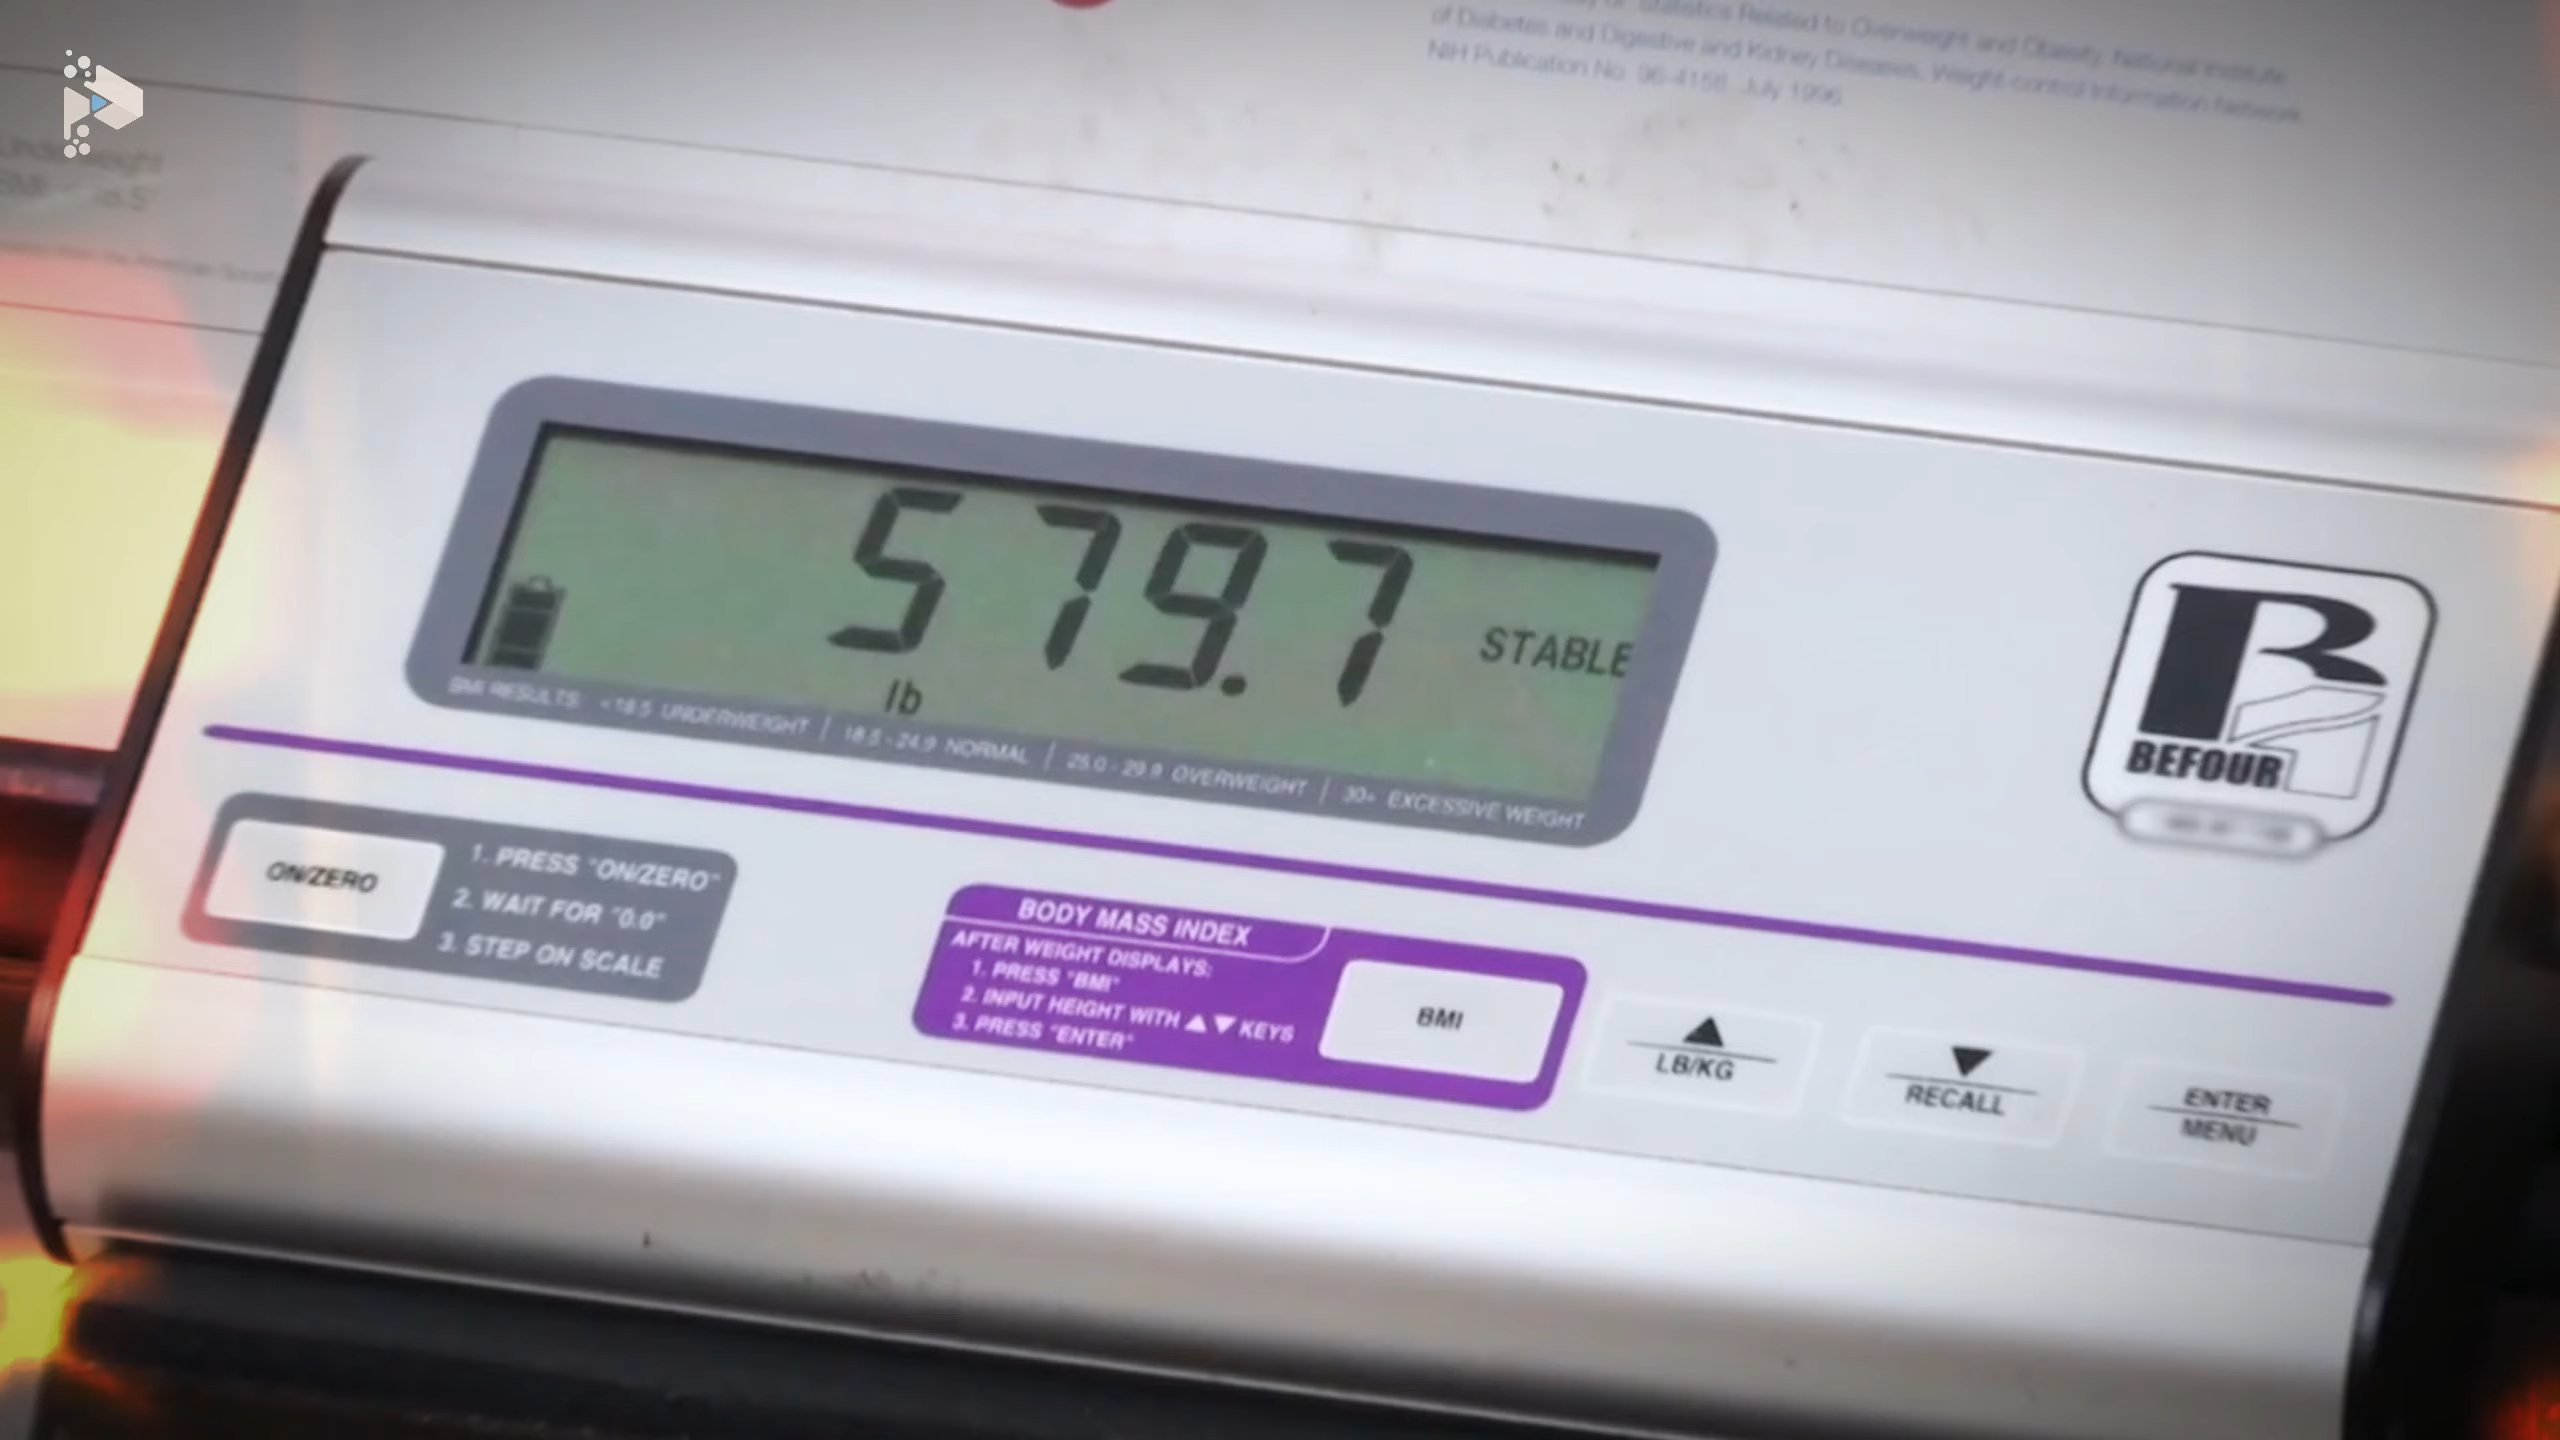 Statistics Related to Overweight and Obesity. National Institute
of Diabetes and Digestive and Kidney Diseases, Weight-control Information Network
NIH Publication No. 96-4158 July 1996
Underweight
BMI
579.7
STABLE
lb
BMI RESULTS: <18.5 UNDERWEIGHT | 18.5 - 24.9 NORMAL | 25.0 - 29.9 OVERWEIGHT | 30+ EXCESSIVE WEIGHT
BEFOUR
ON/ZERO
1. PRESS "ON/ZERO"
2. WAIT FOR "0.0"
3. STEP ON SCALE
BODY MASS INDEX
AFTER WEIGHT DISPLAYS:
1. PRESS "BMI"
2. INPUT HEIGHT WITH ▲▼ KEYS
3. PRESS "ENTER"
BMI
▲
LB/KG
▼
RECALL
ENTER
MENU